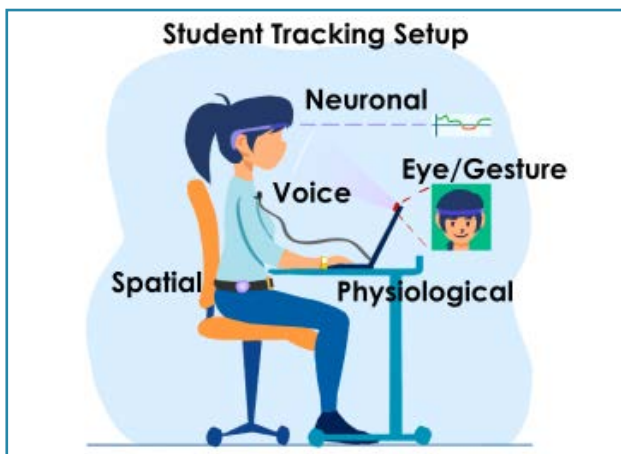 Student Tracking Setup
Neuronal
Eye/Gesture
Voice
Spatial
Physiological